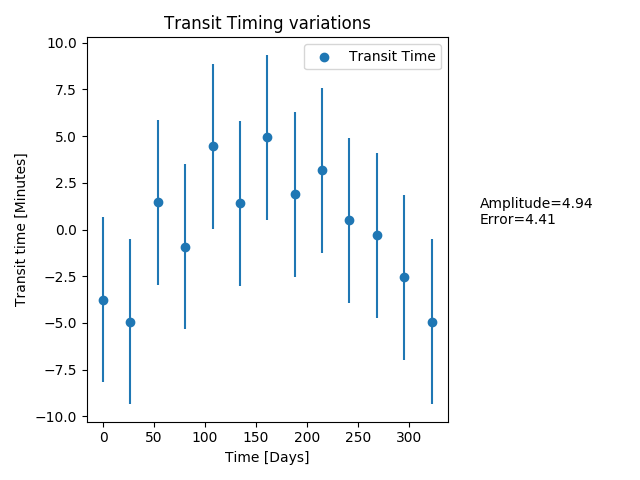 Transit Timing variations
Transit Time
10.0
7.5
5.0
2.5
0.0
−2.5
−5.0
−7.5
−10.0
Transit time [Minutes]
Amplitude=4.94
Error=4.41
0 50 100 150 200 250 300
Time [Days]